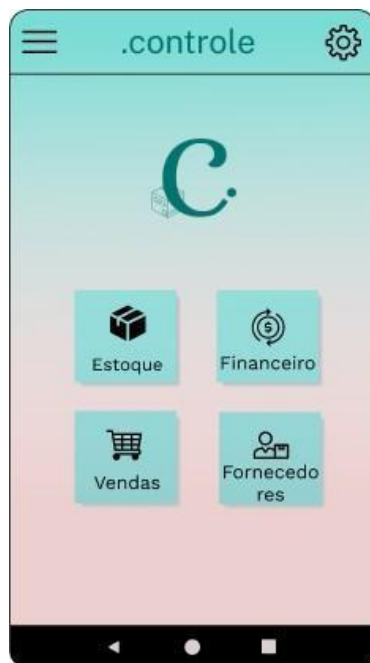 .controle
C.
Estoque
Financeiro
Vendas
Fornecedo
res